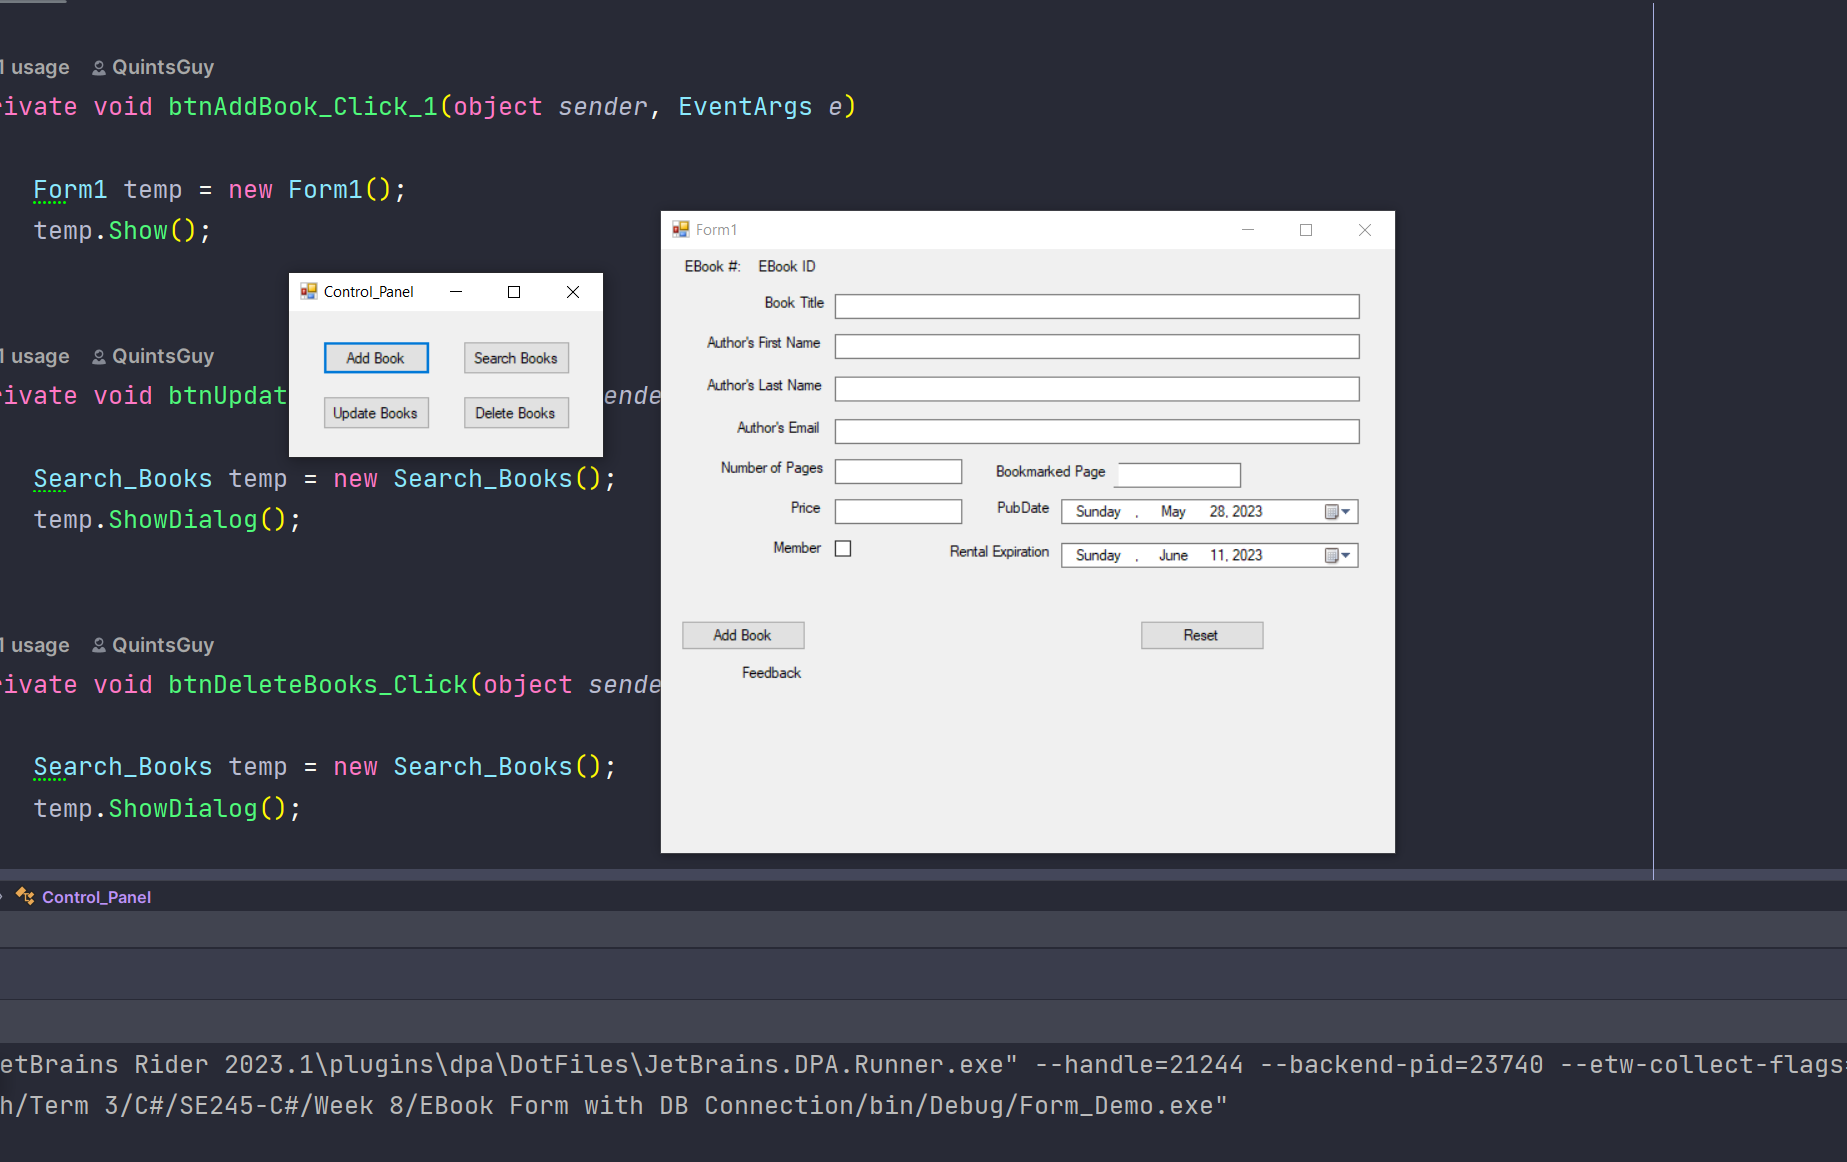 1 usage QuintsGuy
rivate void btnAddBook_Click_1(object sender, EventArgs e)
Form1 temp = new Form1();
temp.Show();
1 usage QuintsGuy
rivate void btnUpdat ende
Search_Books temp = new Search_Books();
temp.ShowDialog();
1 usage QuintsGuy
rivate void btnDeleteBooks_Click(object sende
Search_Books temp = new Search_Books();
temp.ShowDialog();
Control_Panel
Add Book Search Books
Update Books Delete Books
Form1
EBook #: EBook ID
Book Title
Author's First Name
Author's Last Name
Author's Email
Number of Pages Bookmarked Page
Price PubDate Sunday , May 28, 2023
Member Rental Expiration Sunday , June 11, 2023
Add Book Reset
Feedback
Control_Panel
etBrains Rider 2023.1\plugins\dpa\DotFiles\JetBrains.DPA.Runner.exe" --handle=21244 --backend-pid=23740 --etw-collect-flags=
h/Term 3/C#/SE245-C#/Week 8/EBook Form with DB Connection/bin/Debug/Form_Demo.exe"